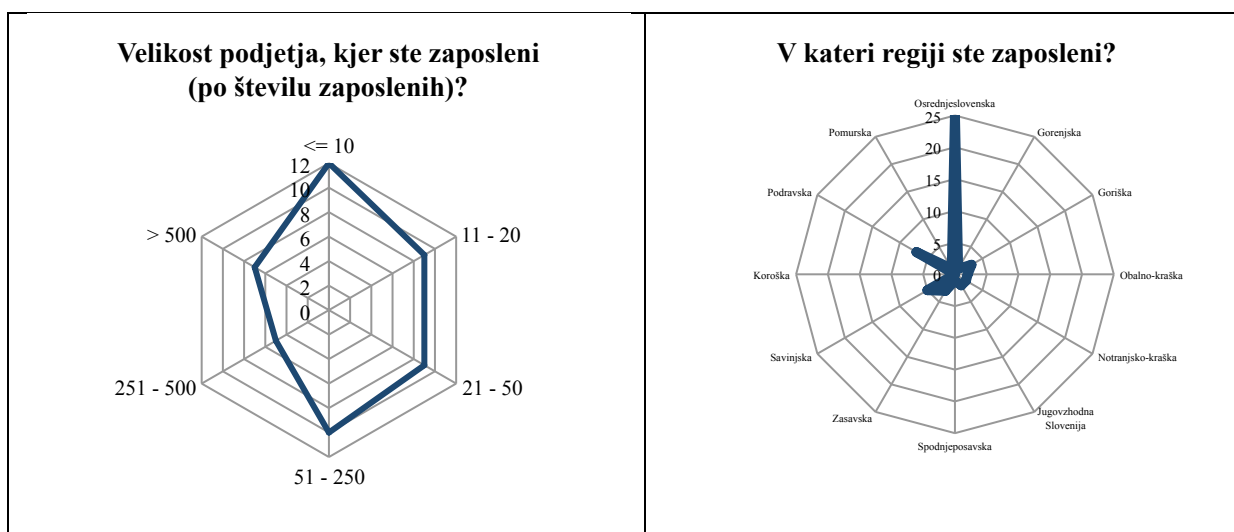 Velikost podjetja, kjer ste zaposleni
(po številu zaposlenih)?
<= 10
12
10
8
6
4
2
0
> 500
11 - 20
251 - 500
21 - 50
51 - 250
V kateri regiji ste zaposleni?
Osrednjeslovenska
25
20
15
10
5
0
Pomurska
Gorenjska
Podravska
Goriška
Koroška
Obalno-kraška
Savinjska
Notranjsko-kraška
Zasavska
Jugovzhodna
Slovenija
Spodnjeposavska